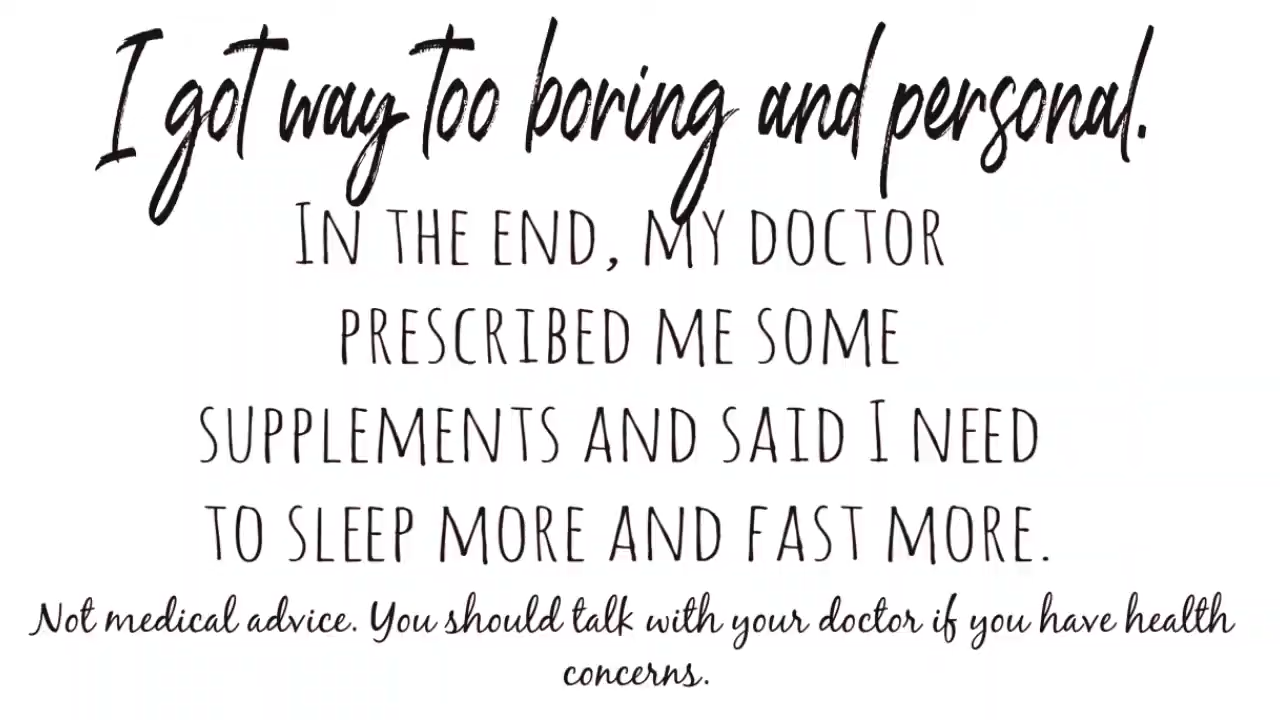 I got way too boring and personal.
IN THE END, MY DOCTOR
PRESCRIBED ME SOME
SUPPLEMENTS AND SAID I NEED
TO SLEEP MORE AND FAST MORE.
Not medical advice. You should talk with your doctor if you have health
concerns.